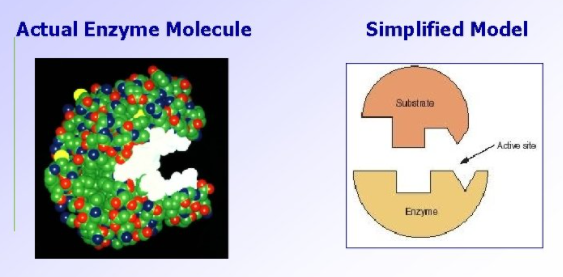 Actual Enzyme Molecule
Simplified Model
Substrate
Active site
Enzyme